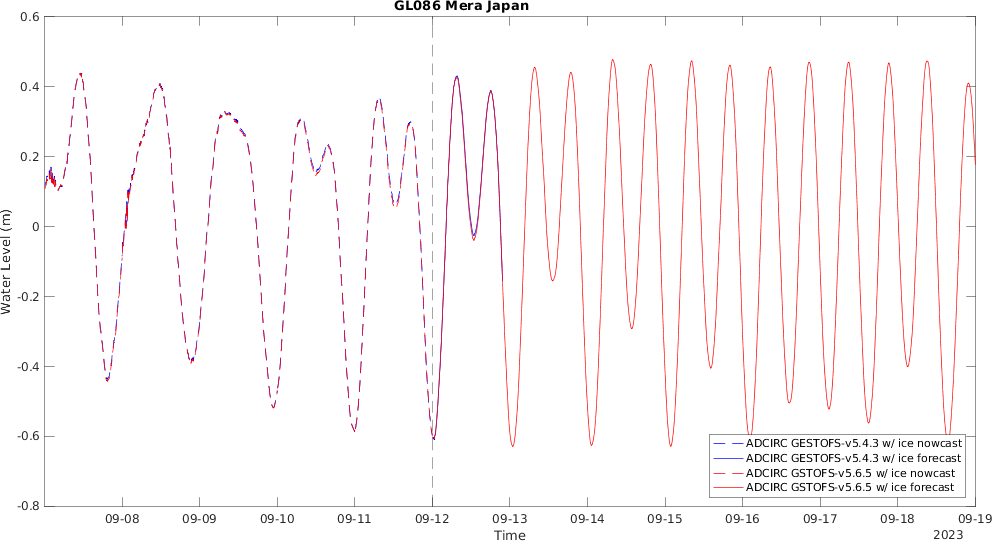 GL086 Mera Japan
0.6
0.4
0.2
0
-0.2
-0.4
-0.6
-0.8
Water Level (m)
ADCIRC GESTOFS-v5.4.3 w/ ice nowcast
ADCIRC GESTOFS-v5.4.3 w/ ice forecast
ADCIRC GSTOFS-v5.6.5 w/ ice nowcast
ADCIRC GSTOFS-v5.6.5 w/ ice forecast
09-08 09-09 09-10 09-11 09-12 09-13 09-14 09-15 09-16 09-17 09-18 09-19
Time
2023